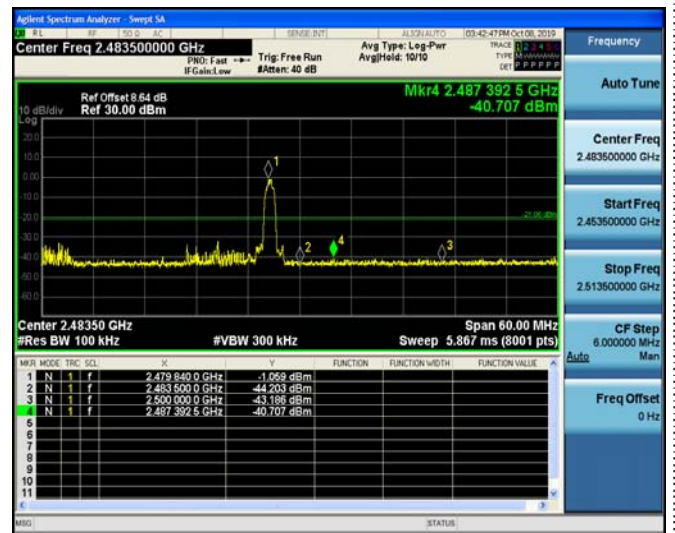 Agilent Spectrum Analyzer - Swept SA
RL RF 50 Ω AC SENSE:INT ALIGN AUTO 03:42:47 PM Oct 08, 2019
Center Freq 2.483500000 GHz
PNO: Fast
IFGain:Low
Trig: Free Run
#Atten: 40 dB
Avg Type: Log-Pwr
Avg|Hold: 10/10
TRACE 1 2 3 4 5 6
TYPE
DET P P P P P P
Ref Offset 8.64 dB
Ref 30.00 dBm
10 dB/div
Log
Mkr4 2.487 392 5 GHz
-40.707 dBm
20.0
10.0
0.00
-10.0
-20.0
-30.0
-40.0
-50.0
-60.0
1
2
4
3
-21.06 dBm
Center 2.48350 GHz
Span 60.00 MHz
#Res BW 100 kHz
#VBW 300 kHz
Sweep 5.867 ms (8001 pts)
MKR MODE TRC SCL X Y FUNCTION FUNCTION WIDTH FUNCTION VALUE
1 N 1 f 2.479 840 0 GHz -1.059 dBm
2 N 1 f 2.483 500 0 GHz -44.203 dBm
3 N 1 f 2.500 000 0 GHz -43.186 dBm
4 N 1 f 2.487 392 5 GHz -40.707 dBm
5
6
7
8
9
10
11
MSG
STATUS
Frequency
Auto Tune
Center Freq
2.483500000 GHz
Start Freq
2.453500000 GHz
Stop Freq
2.513500000 GHz
CF Step
6.000000 MHz
Auto Man
Freq Offset
0 Hz